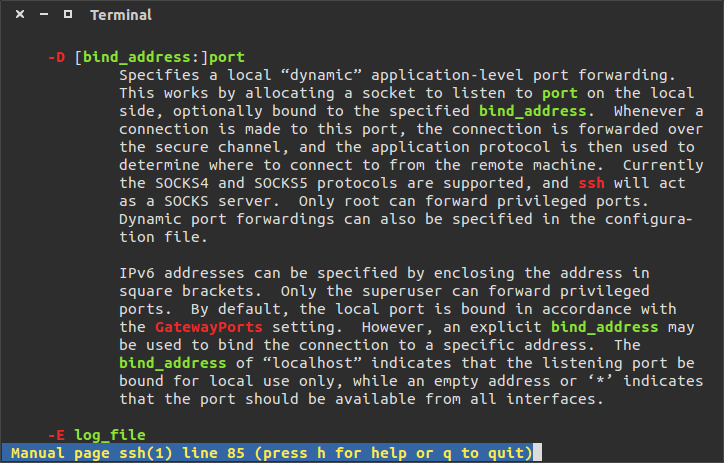 Terminal
-D [bind_address:]port
Specifies a local “dynamic” application-level port forwarding.
This works by allocating a socket to listen to port on the local
side, optionally bound to the specified bind_address.  Whenever a
connection is made to this port, the connection is forwarded over
the secure channel, and the application protocol is then used to
determine where to connect to from the remote machine.  Currently
the SOCKS4 and SOCKS5 protocols are supported, and ssh will act
as a SOCKS server.  Only root can forward privileged ports.
Dynamic port forwardings can also be specified in the configura‐
tion file.
IPv6 addresses can be specified by enclosing the address in
square brackets.  Only the superuser can forward privileged
ports.  By default, the local port is bound in accordance with
the GatewayPorts setting.  However, an explicit bind_address may
be used to bind the connection to a specific address.  The
bind_address of “localhost” indicates that the listening port be
bound for local use only, while an empty address or ‘*’ indicates
that the port should be available from all interfaces.
-E log_file
Manual page ssh(1) line 85 (press h for help or q to quit)